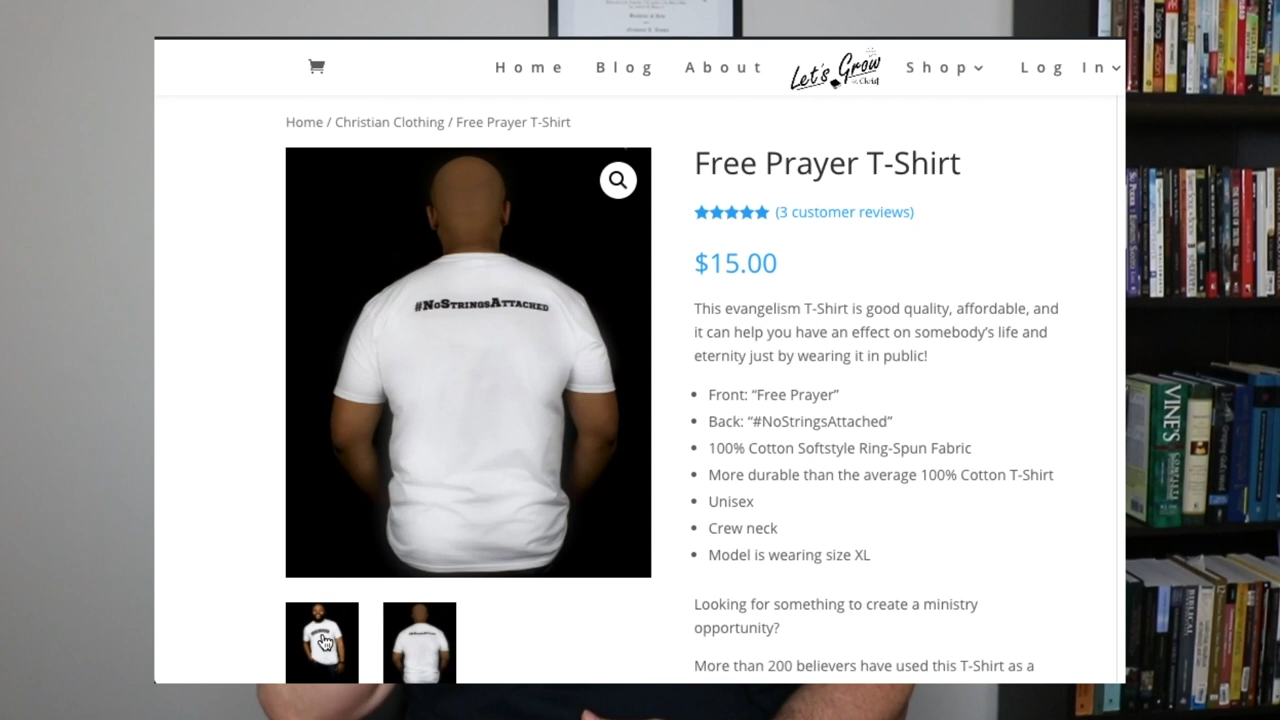 Home Blog About
Let's Grow
in Christ
Shop
Log In
Home / Christian Clothing / Free Prayer T-Shirt
Free Prayer T-Shirt
(3 customer reviews)
$15.00
This evangelism T-Shirt is good quality, affordable, and
it can help you have an effect on somebody's life and
eternity just by wearing it in public!
Front: “Free Prayer”
Back: “#NoStringsAttached”
100% Cotton Softstyle Ring-Spun Fabric
More durable than the average 100% Cotton T-Shirt
Unisex
Crew neck
Model is wearing size XL
Looking for something to create a ministry
opportunity?
More than 200 believers have used this T-Shirt as a
#NoStringsAttached
VINE'S